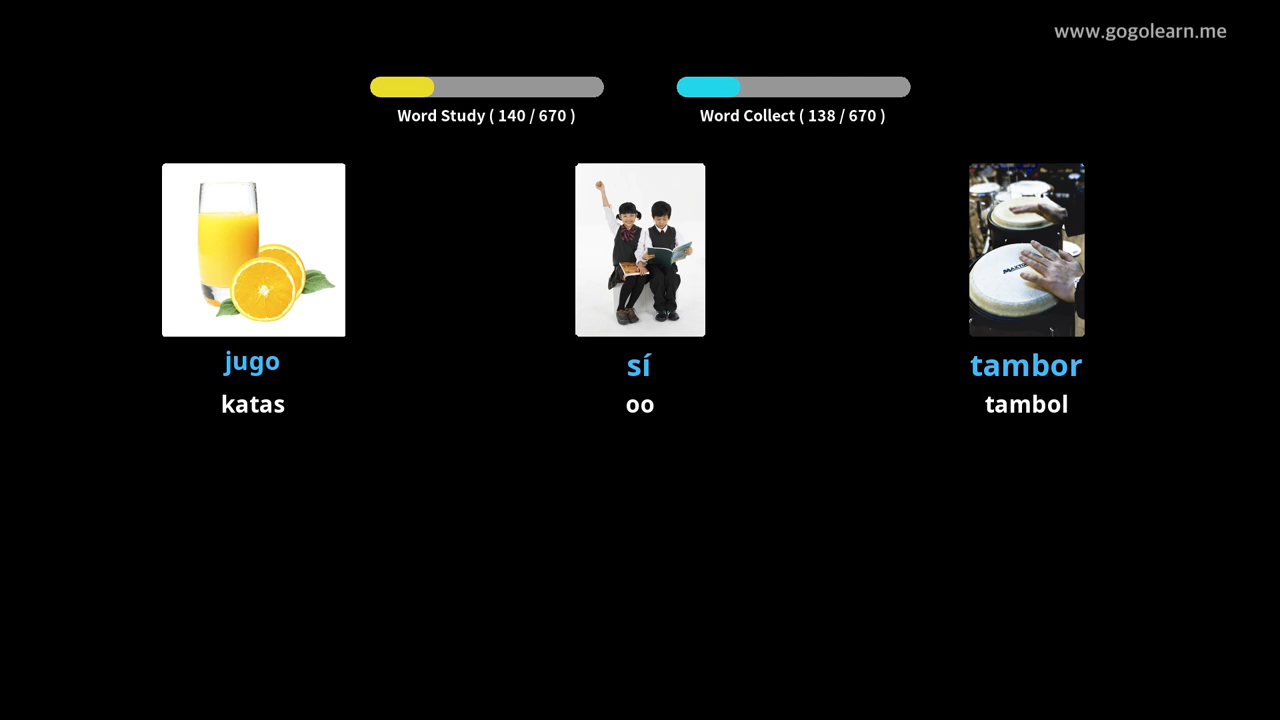 www.gogolearn.me
Word Study ( 140 / 670 )
Word Collect ( 138 / 670 )
jugo
sí
tambor
katas
oo
tambol